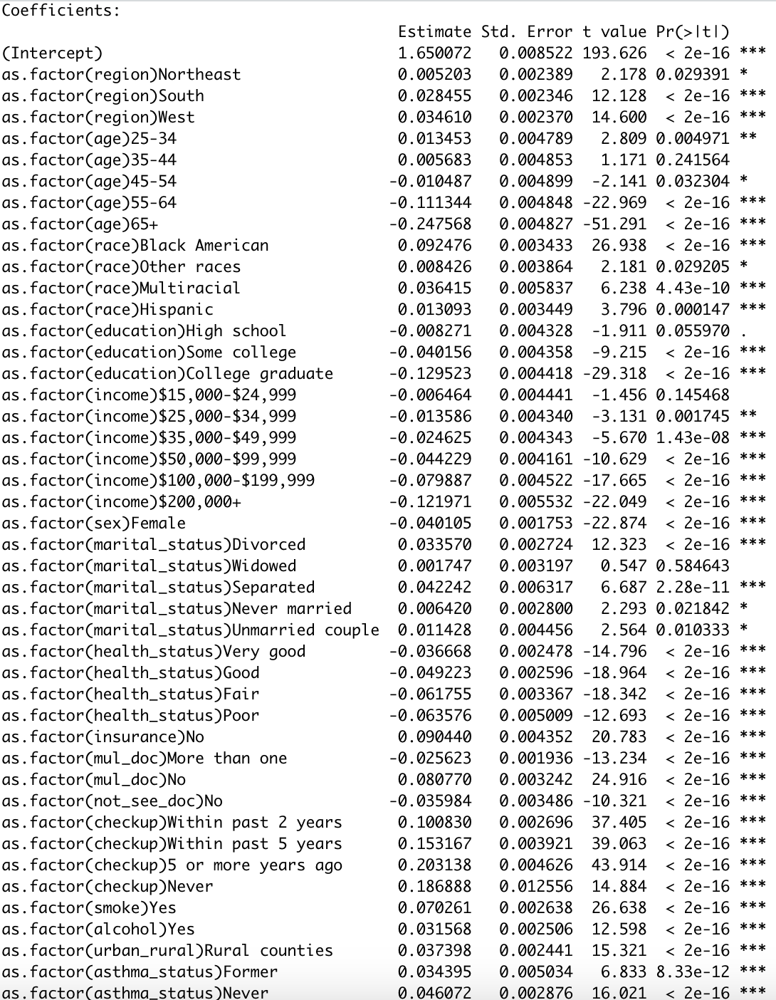 Coefficients:
Estimate Std. Error t value Pr(>|t|)
(Intercept) 1.650072 0.008522 193.626 < 2e-16 ***
as.factor(region)Northeast 0.005203 0.002389 2.178 0.029391 *
as.factor(region)South 0.028455 0.002346 12.128 < 2e-16 ***
as.factor(region)West 0.034610 0.002370 14.600 < 2e-16 ***
as.factor(age)25-34 0.013453 0.004789 2.809 0.004971 **
as.factor(age)35-44 0.005683 0.004853 1.171 0.241564
as.factor(age)45-54 -0.010487 0.004899 -2.141 0.032304 *
as.factor(age)55-64 -0.111344 0.004848 -22.969 < 2e-16 ***
as.factor(age)65+ -0.247568 0.004827 -51.291 < 2e-16 ***
as.factor(race)Black American 0.092476 0.003433 26.938 < 2e-16 ***
as.factor(race)Other races 0.008426 0.003864 2.181 0.029205 *
as.factor(race)Multiracial 0.036415 0.005837 6.238 4.43e-10 ***
as.factor(race)Hispanic 0.013093 0.003449 3.796 0.000147 ***
as.factor(education)High school -0.008271 0.004328 -1.911 0.055970 .
as.factor(education)Some college -0.040156 0.004358 -9.215 < 2e-16 ***
as.factor(education)College graduate -0.129523 0.004418 -29.318 < 2e-16 ***
as.factor(income)$15,000-$24,999 -0.006464 0.004441 -1.456 0.145468
as.factor(income)$25,000-$34,999 -0.013586 0.004340 -3.131 0.001745 **
as.factor(income)$35,000-$49,999 -0.024625 0.004343 -5.670 1.43e-08 ***
as.factor(income)$50,000-$99,999 -0.044229 0.004161 -10.629 < 2e-16 ***
as.factor(income)$100,000-$199,999 -0.079887 0.004522 -17.665 < 2e-16 ***
as.factor(income)$200,000+ -0.121971 0.005532 -22.049 < 2e-16 ***
as.factor(sex)Female -0.040105 0.001753 -22.874 < 2e-16 ***
as.factor(marital_status)Divorced 0.033570 0.002724 12.323 < 2e-16 ***
as.factor(marital_status)Widowed 0.001747 0.003197 0.547 0.584643
as.factor(marital_status)Separated 0.042242 0.006317 6.687 2.28e-11 ***
as.factor(marital_status)Never married 0.006420 0.002800 2.293 0.021842 *
as.factor(marital_status)Unmarried couple 0.011428 0.004456 2.564 0.010333 *
as.factor(health_status)Very good -0.036668 0.002478 -14.796 < 2e-16 ***
as.factor(health_status)Good -0.049223 0.002596 -18.964 < 2e-16 ***
as.factor(health_status)Fair -0.061755 0.003367 -18.342 < 2e-16 ***
as.factor(health_status)Poor -0.063576 0.005009 -12.693 < 2e-16 ***
as.factor(insurance)No 0.090440 0.004352 20.783 < 2e-16 ***
as.factor(mul_doc)More than one -0.025623 0.001936 -13.234 < 2e-16 ***
as.factor(mul_doc)No 0.080770 0.003242 24.916 < 2e-16 ***
as.factor(not_see_doc)No -0.035984 0.003486 -10.321 < 2e-16 ***
as.factor(checkup)Within past 2 years 0.100830 0.002696 37.405 < 2e-16 ***
as.factor(checkup)Within past 5 years 0.153167 0.003921 39.063 < 2e-16 ***
as.factor(checkup)5 or more years ago 0.203138 0.004626 43.914 < 2e-16 ***
as.factor(checkup)Never 0.186888 0.012556 14.884 < 2e-16 ***
as.factor(smoke)Yes 0.070261 0.002638 26.638 < 2e-16 ***
as.factor(alcohol)Yes 0.031568 0.002506 12.598 < 2e-16 ***
as.factor(urban_rural)Rural counties 0.037398 0.002441 15.321 < 2e-16 ***
as.factor(asthma_status)Former 0.034395 0.005034 6.833 8.33e-12 ***
as.factor(asthma_status)Never 0.046072 0.002876 16.021 < 2e-16 ***